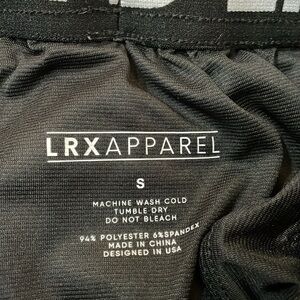 LRXAPPAREL
S
MACHINE WASH COLD
TUMBLE DRY
DO NOT BLEACH
94% POLYESTER 6%SPANDEX
MADE IN CHINA
DESIGNED IN USA